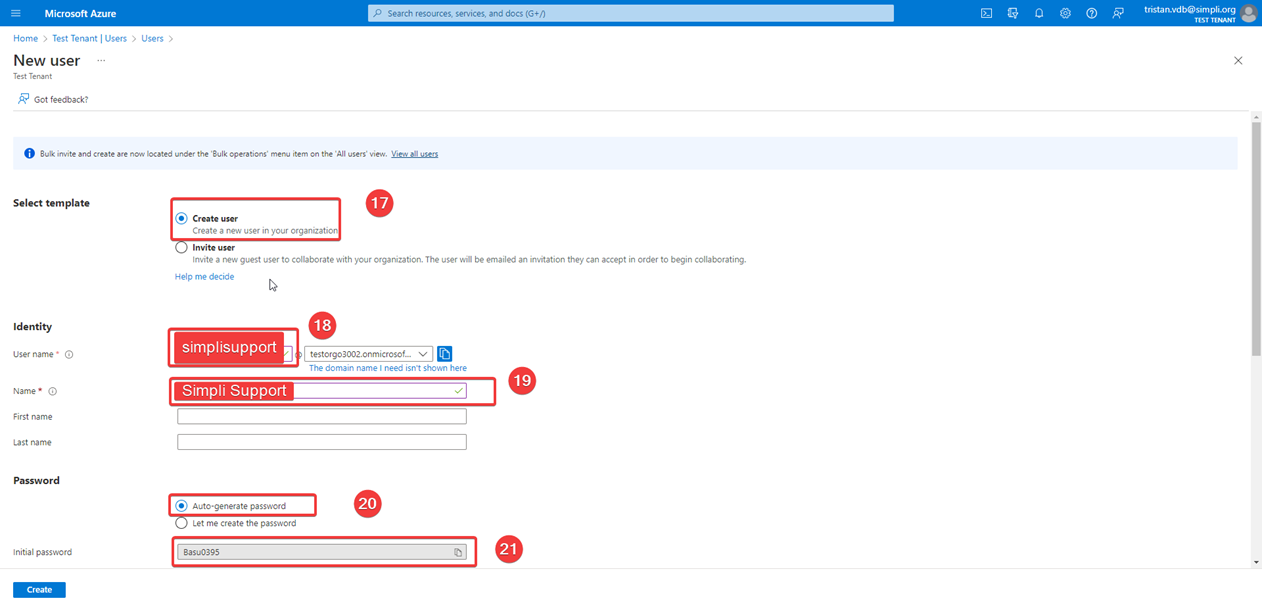 Microsoft Azure
Search resources, services, and docs (G+/)
tristan.vdb@simpli.org
TEST TENANT
Home > Test Tenant | Users > Users >
New user ...
Test Tenant
Got feedback?
Bulk invite and create are now located under the 'Bulk operations' menu item on the 'All users' view. View all users
Select template
17
Create user
Create a new user in your organization
Invite user
Invite a new guest user to collaborate with your organization. The user will be emailed an invitation they can accept in order to begin collaborating.
Help me decide
Identity
18
User name * simplisupport @ testorgo3002.onmicrosof...
The domain name I need isn't shown here
Name * Simpli Support 19
First name
Last name
Password
Auto-generate password 20
Let me create the password
Initial password Basu0395 21
Create